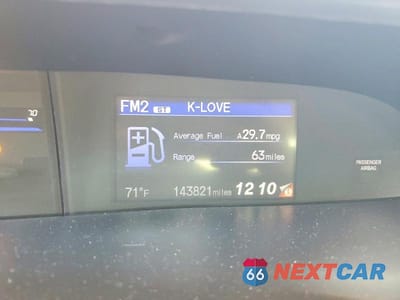 FM2 ST K-LOVE
Average Fuel A29.7mpg
Range 63miles
71°F 143821miles 12:10
PASSENGER
AIRBAG
66 NEXTCAR